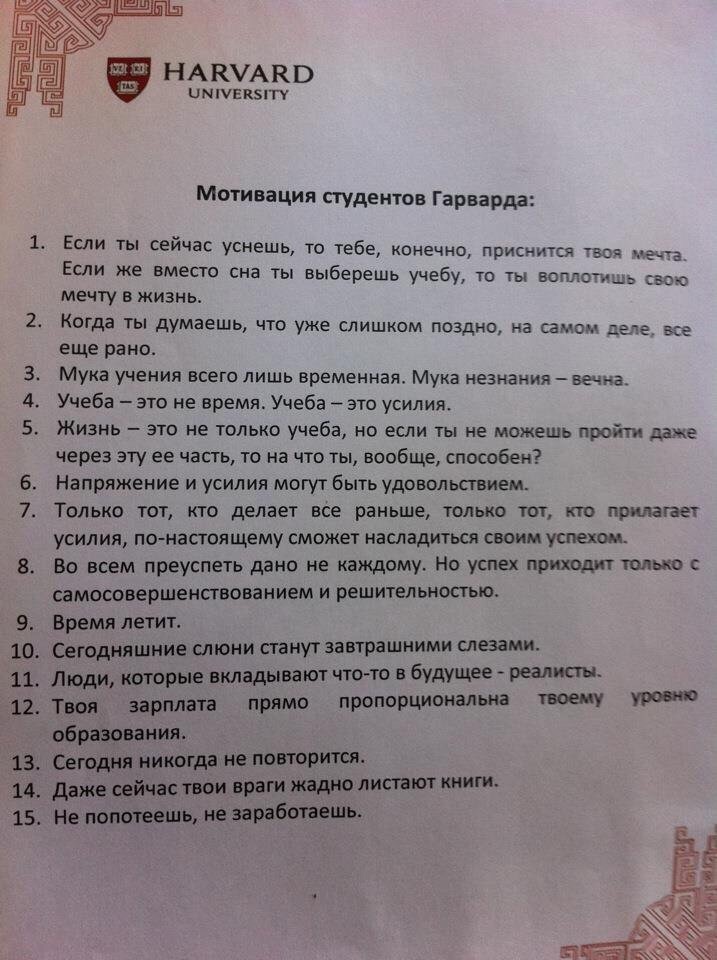 HARVARD
UNIVERSITY
Мотивация студентов Гарварда:
1. Если ты сейчас уснешь, то тебе, конечно, приснится твоя мечта.
Если же вместо сна ты выберешь учебу, то ты воплотишь свою
мечту в жизнь.
2. Когда ты думаешь, что уже слишком поздно, на самом деле, все
еще рано.
3. Мука учения всего лишь временная. Мука незнания – вечна.
4. Учеба – это не время. Учеба – это усилия.
5. Жизнь – это не только учеба, но если ты не можешь пройти даже
через эту ее часть, то на что ты, вообще, способен?
6. Напряжение и усилия могут быть удовольствием.
7. Только тот, кто делает все раньше, только тот, кто прилагает
усилия, по-настоящему сможет насладиться своим успехом.
8. Во всем преуспеть дано не каждому. Но успех приходит только с
самосовершенствованием и решительностью.
9. Время летит.
10. Сегодняшние слюни станут завтрашними слезами.
11. Люди, которые вкладывают что-то в будущее - реалисты.
12. Твоя зарплата прямо пропорциональна твоему уровню
образования.
13. Сегодня никогда не повторится.
14. Даже сейчас твои враги жадно листают книги.
15. Не попотеешь, не заработаешь.